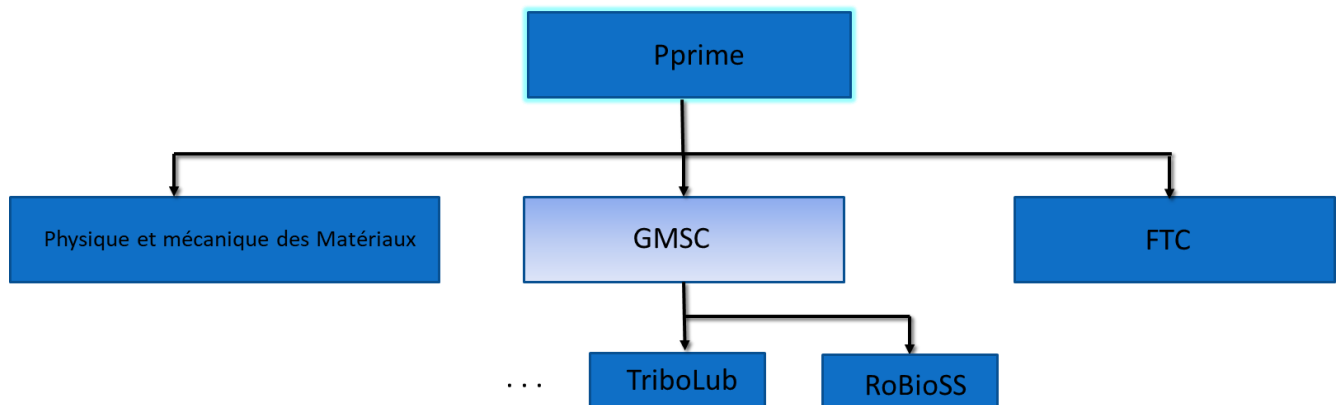 Pprime
Physique et mécanique des Matériaux
GMSC
FTC
...
TriboLub
RoBioSS